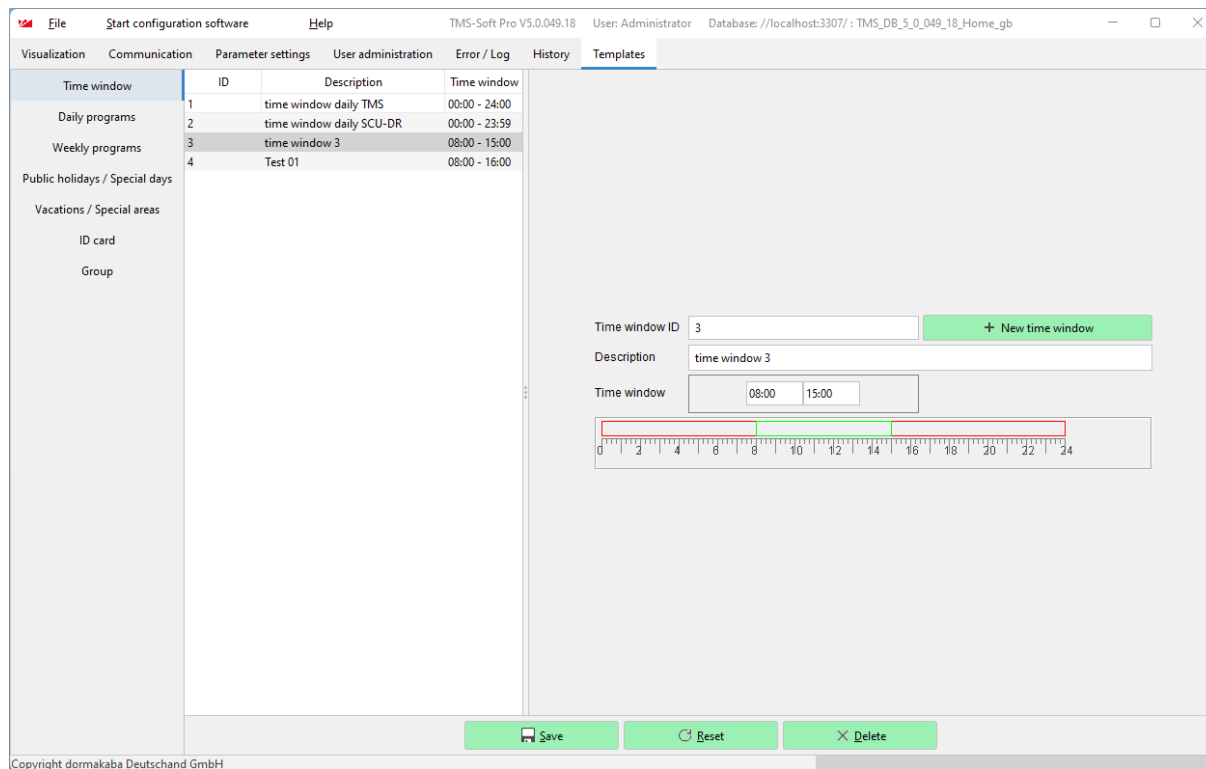 File Start configuration software Help TMS-Soft Pro V5.0.049.18 User: Administrator Database: //localhost:3307/ : TMS_DB_5_0_049_18_Home_gb
Visualization Communication Parameter settings User administration Error / Log History Templates
Time window
Daily programs
Weekly programs
Public holidays / Special days
Vacations / Special areas
ID card
Group
ID Description Time window
1 time window daily TMS 00:00 - 24:00
2 time window daily SCU-DR 00:00 - 23:59
3 time window 3 08:00 - 15:00
4 Test 01 08:00 - 16:00
Time window ID 3 + New time window
Description time window 3
Time window 08:00 15:00
0 2 4 6 8 10 12 14 16 18 20 22 24
Save Reset Delete
Copyright dormakaba Deutschand GmbH